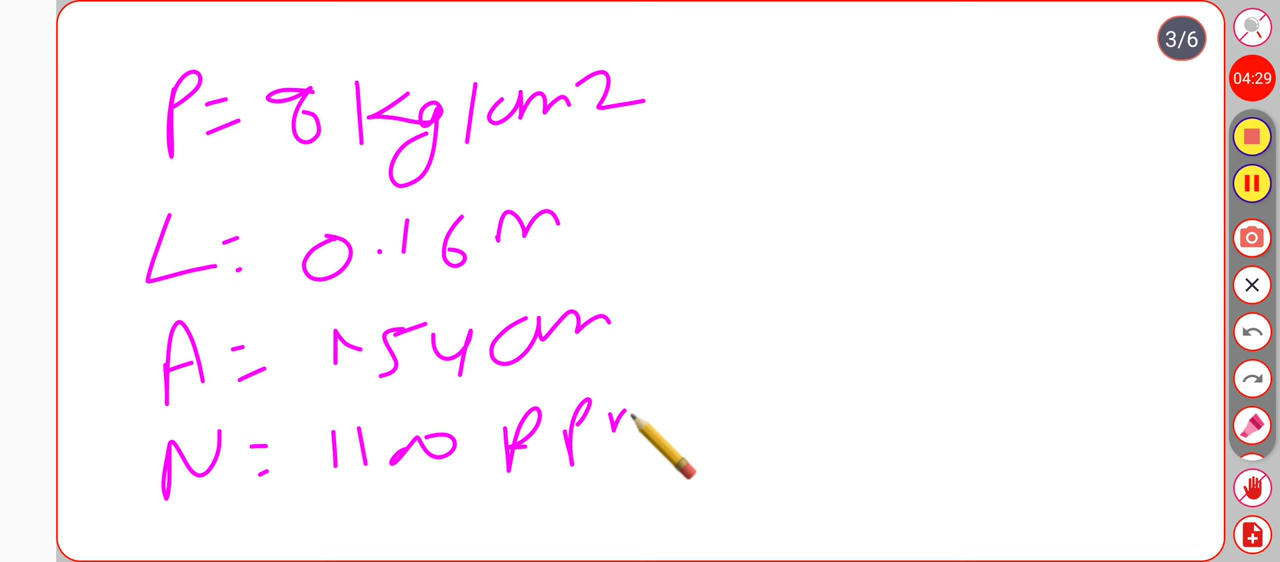 3/6
04:29
P = 8 kg/cm2
L = 0.16 m
A = 154 cm
N = 1100 RPM